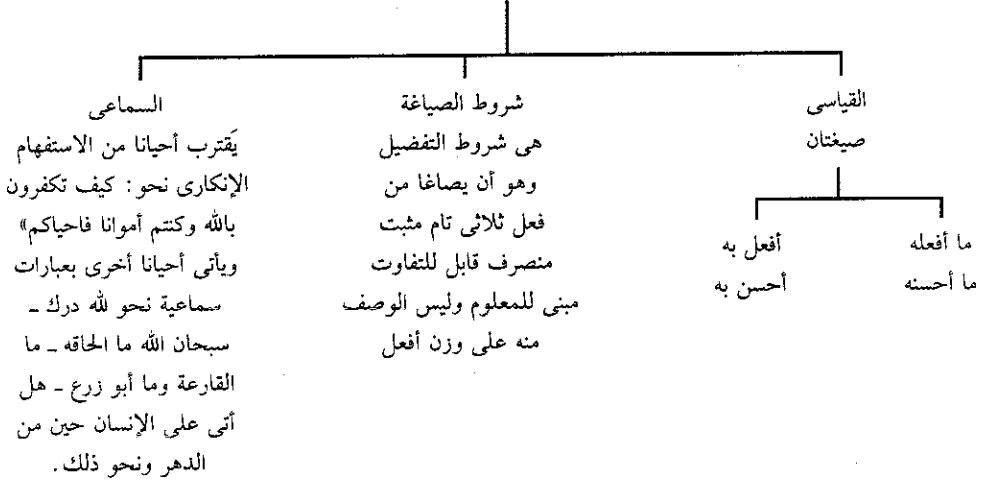 القياسى
صيغتان
ما أفعله
ما أحسنه
أفعل به
أحسن به
شروط الصياغة
هى شروط التفضيل
وهو أن يصاغا من
فعل ثلاثى تام مثبت
منصرف قابل للتفاوت
مبنى للمعلوم وليس الوصف
منه على وزن أفعل
السماعى
يَقترب أحيانا من الاستفهام
الإنكارى نحو: كيف تكفرون
بالله وكنتم أموانا فاحياكم»
ويأتى أحيانا أخرى بعبارات
سماعية نحو لله درك ـ
سبحان الله ما الحاقه ـ ما
القارعة وما أبو زرع ـ هل
أتى على الإنسان حين من
الدهر ونحو ذلك.